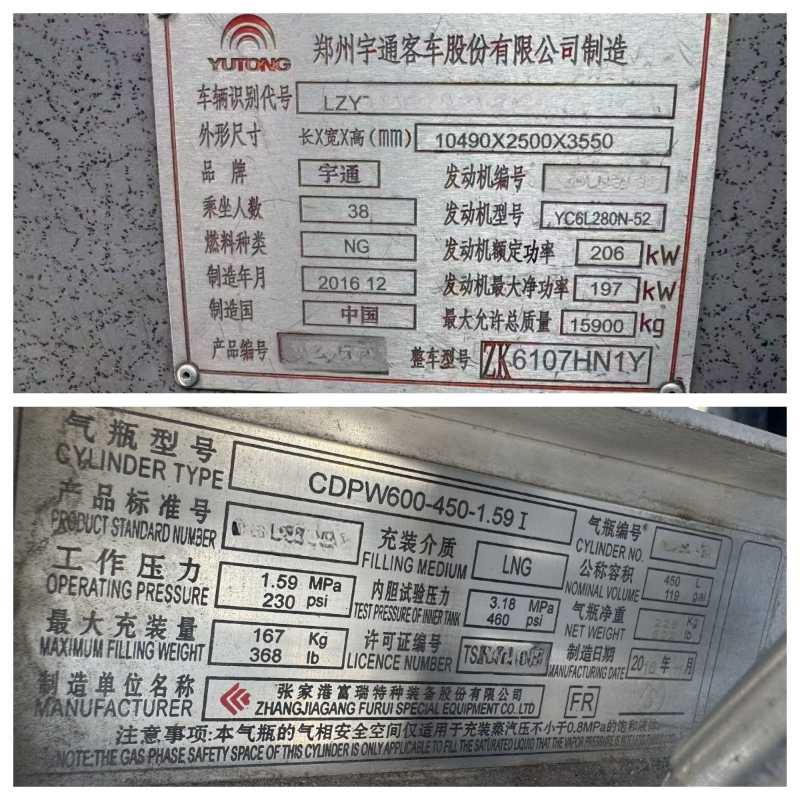 YUTONG 郑州宇通客车股份有限公司制造
车辆识别代号 LZY
外形尺寸 长X宽X高(mm) 10490X2500X3550
品牌 宇通 发动机编号
乘坐人数 38 发动机型号 YC6L280N-52
燃料种类 NG 发动机额定功率 206 kW
制造年月 2016 12 发动机最大净功率 197 kW
制造国 中国 最大允许总质量 15900 kg
产品编号 整车型号 ZK6107HN1Y
气瓶型号 CDPW600-450-1.59 I
CYLINDER TYPE
产品标准号 充装介质 LNG 气瓶编号
PRODUCT STANDARD NUMBER FILLING MEDIUM CYLINDER NO.
工作压力 1.59 MPa 内胆试验压力 3.18 MPa 公称容积 450 L
OPERATING PRESSURE 230 psi TEST PRESSURE OF INNER TANK 460 psi NOMINAL VOLUME 119 gal
最大充装量 167 Kg 许可证编号 气瓶净重 Kg
MAXIMUM FILLING WEIGHT 368 lb LICENCE NUMBER NET WEIGHT lb
制造日期 年 月
MANUFACTURING DATE
制造单位名称 张家港富瑞特种装备股份有限公司 FR
MANUFACTURER ZHANGJIAGANG FURUI SPECIAL EQUIPMENT CO. LTD
注意事项:本气瓶的气相安全空间仅适用于充装蒸汽压不小于0.8MPa的饱和液体
NOTE:THE GAS PHASE SAFETY SPACE OF THIS CYLINDER IS ONLY APPLICABLE TO FILL THE SATURATED LIQUID THAT THE VAPOR PRESSURE